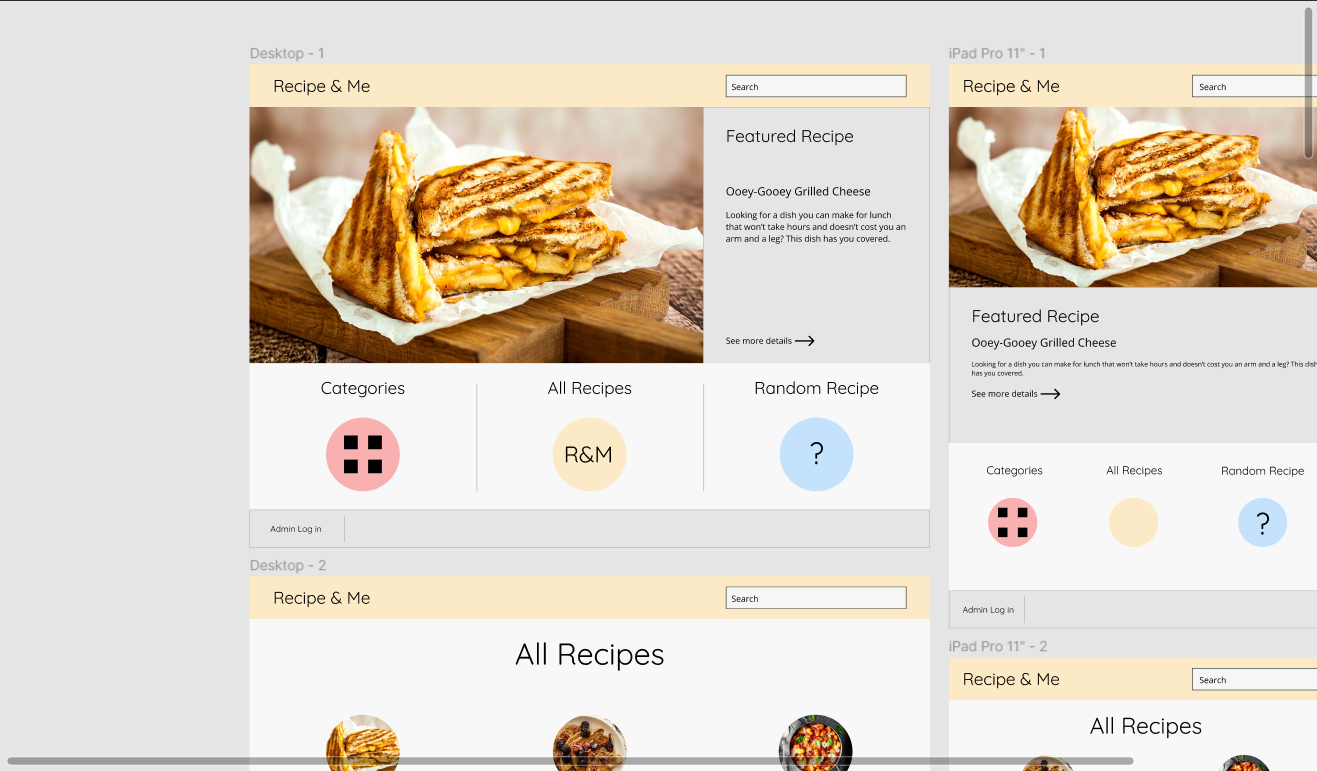 Desktop - 1
Recipe & Me
Search
Featured Recipe
Ooey-Gooey Grilled Cheese
Looking for a dish you can make for lunch
that won't take hours and doesn't cost you an
arm and a leg? This dish has you covered.
See more details
Categories
All Recipes
Random Recipe
R&M
?
Admin Log in
Desktop - 2
Recipe & Me
Search
All Recipes
iPad Pro 11" - 1
Recipe & Me
Search
Featured Recipe
Ooey-Gooey Grilled Cheese
Looking for a dish you can make for lunch that won't take hours and doesn't cost you an arm and a leg? This dish
has you covered.
See more details
Categories
All Recipes
Random Recipe
?
Admin Log in
iPad Pro 11" - 2
Recipe & Me
Search
All Recipes